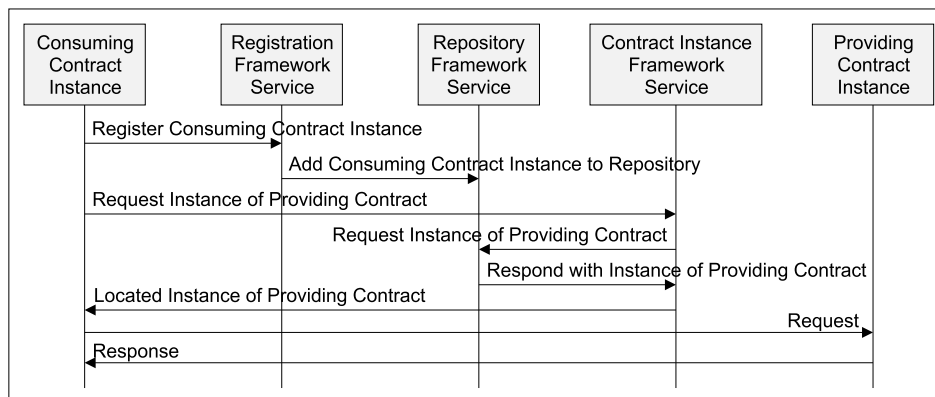 Consuming
Contract
Instance
Registration
Framework
Service
Repository
Framework
Service
Contract Instance
Framework
Service
Providing
Contract
Instance
Register Consuming Contract Instance
Add Consuming Contract Instance to Repository
Request Instance of Providing Contract
Request Instance of Providing Contract
Respond with Instance of Providing Contract
Located Instance of Providing Contract
Request
Response